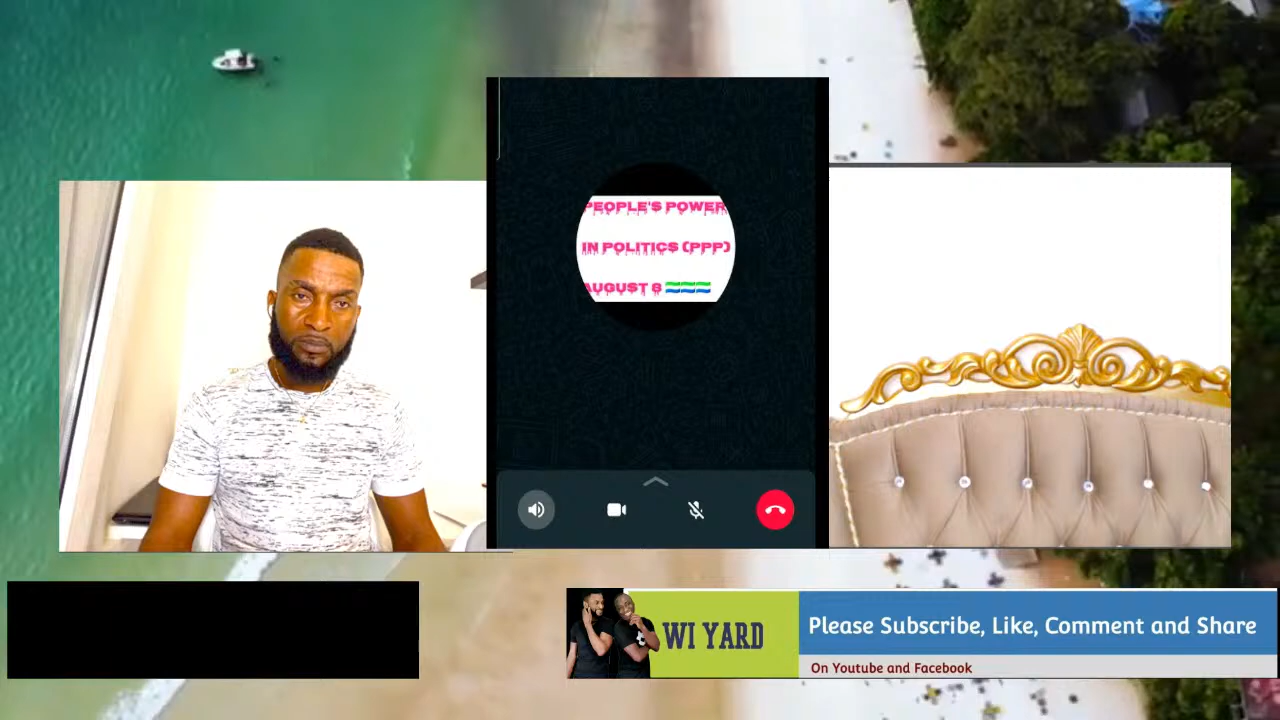 PEOPLE'S POWER
IN POLITICS (PPP)
AUGUST 8
WI YARD
Please Subscribe, Like, Comment and Share
On Youtube and Facebook